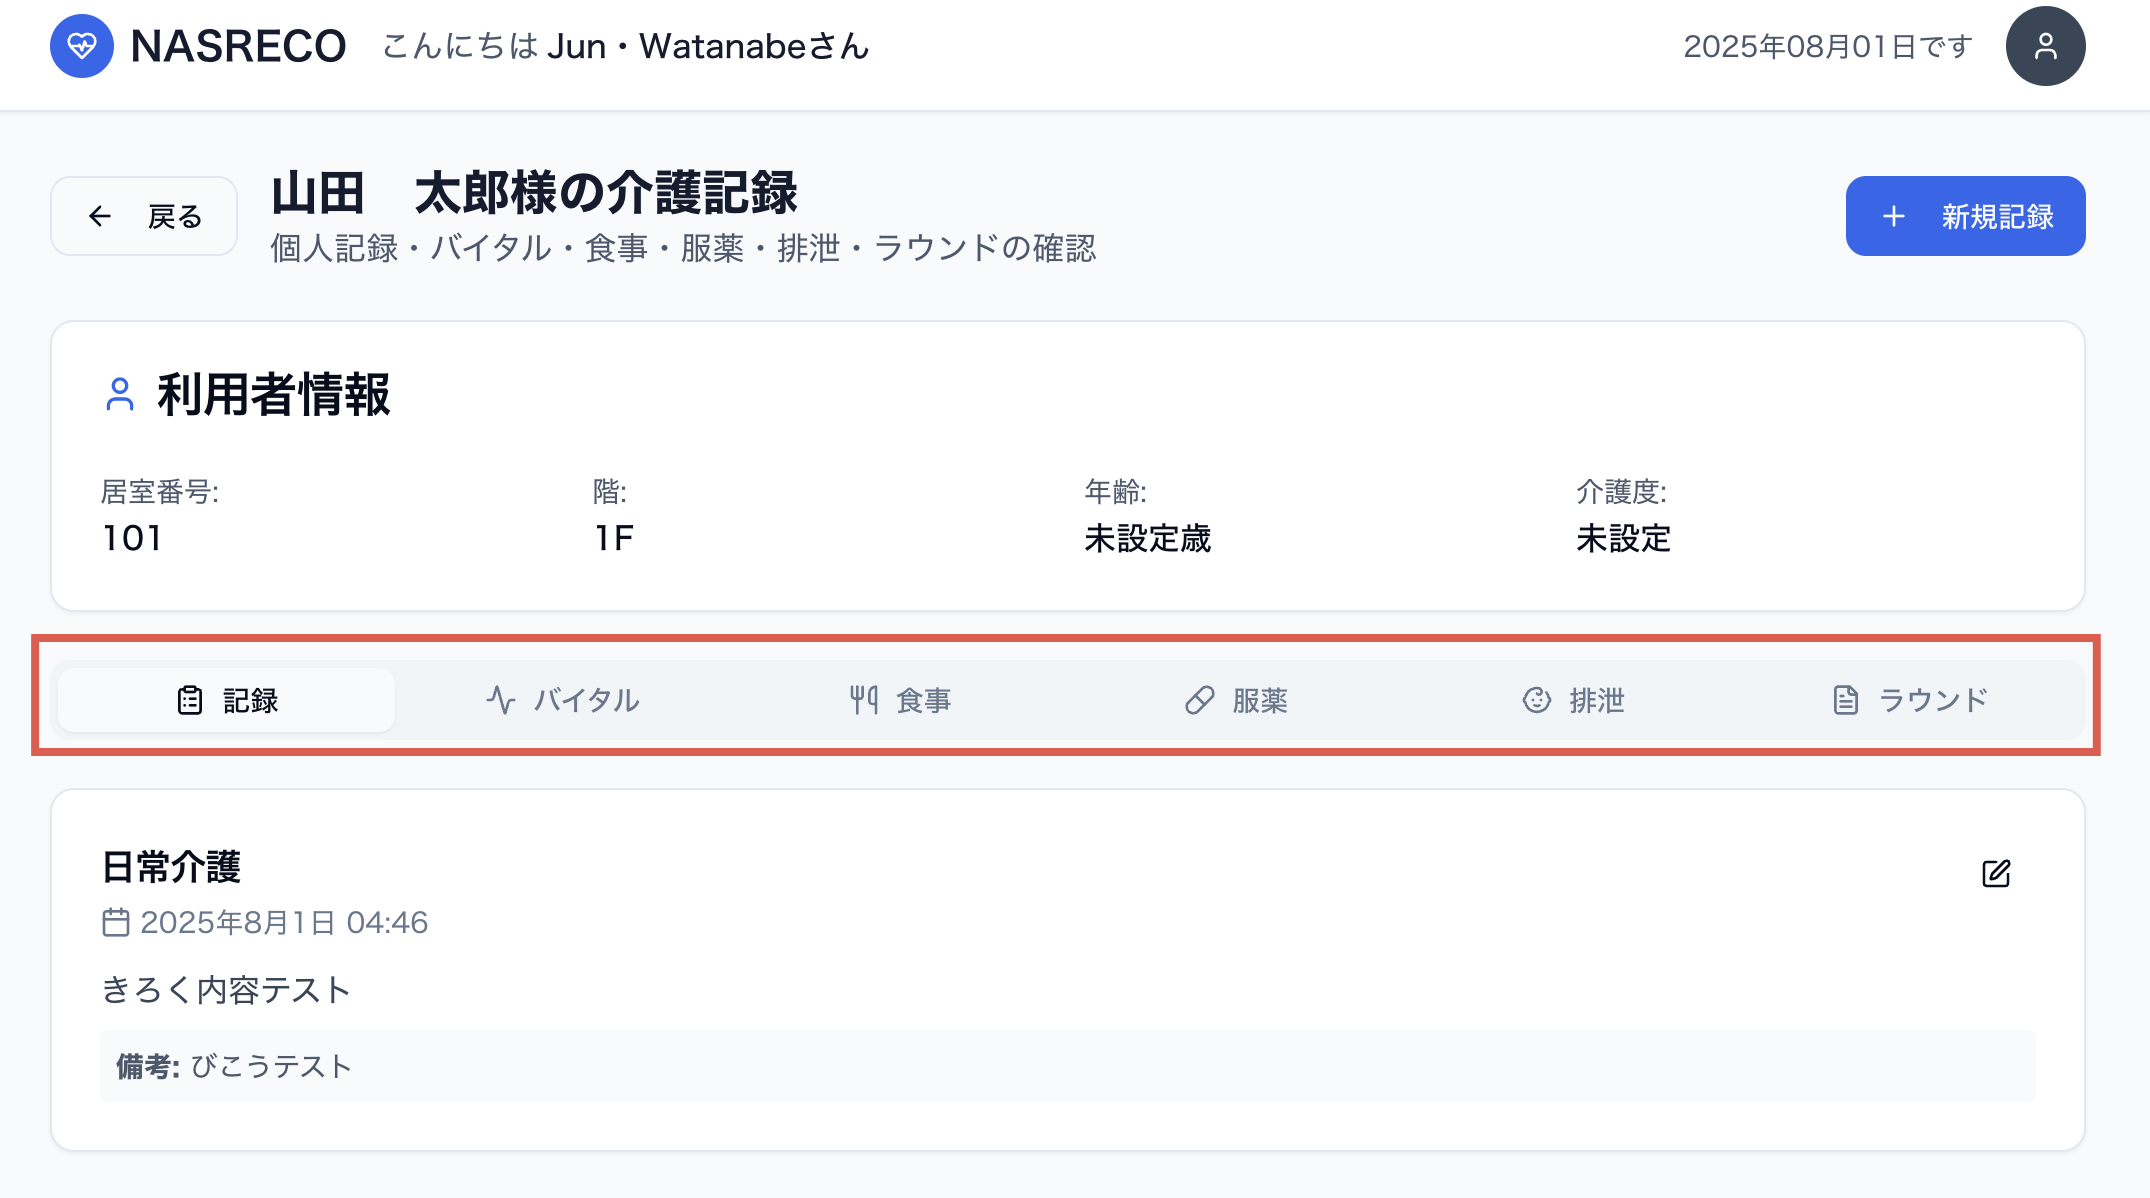 NASRECO こんにちは Jun・Watanabeさん 2025年08月01日です
← 戻る
山田　太郎様の介護記録
個人記録・バイタル・食事・服薬・排泄・ラウンドの確認
+ 新規記録
利用者情報
居室番号: 階: 年齢: 介護度:
101 1F 未設定歳 未設定
記録 バイタル 食事 服薬 排泄 ラウンド
日常介護
2025年8月1日 04:46
きろく内容テスト
備考: びこうテスト